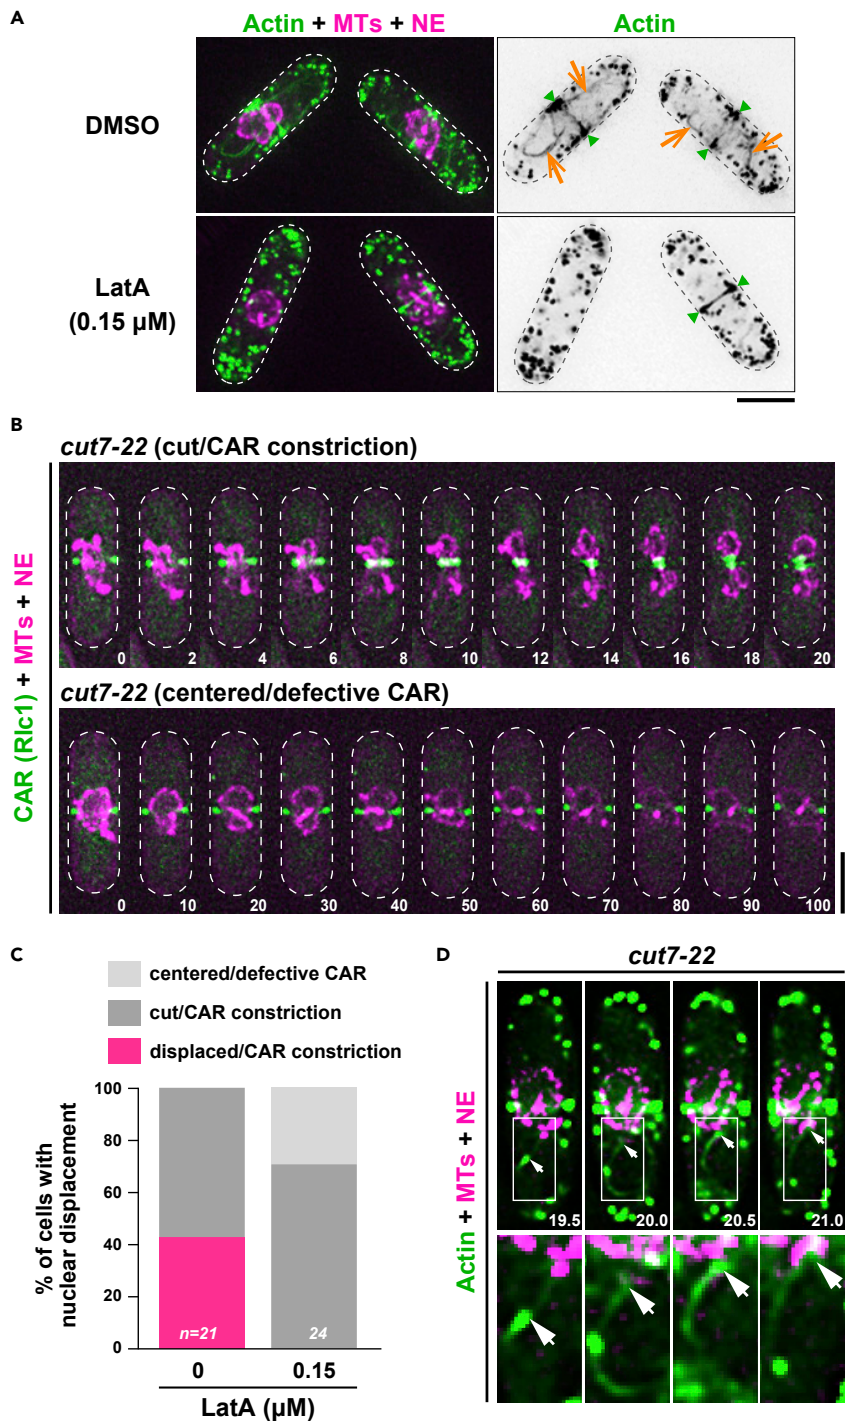 A
Actin + MTs + NE
Actin
DMSO
LatA
(0.15 µM)
B
cut7-22 (cut/CAR constriction)
CAR (Rlc1) + MTs + NE
0 2 4 6 8 10 12 14 16 18 20
cut7-22 (centered/defective CAR)
0 10 20 30 40 50 60 70 80 90 100
C
centered/defective CAR
cut/CAR constriction
displaced/CAR constriction
% of cells with
nuclear displacement
100
80
60
40
20
0
n=21
24
0 0.15
LatA (µM)
D
cut7-22
Actin + MTs + NE
19.5 20.0 20.5 21.0